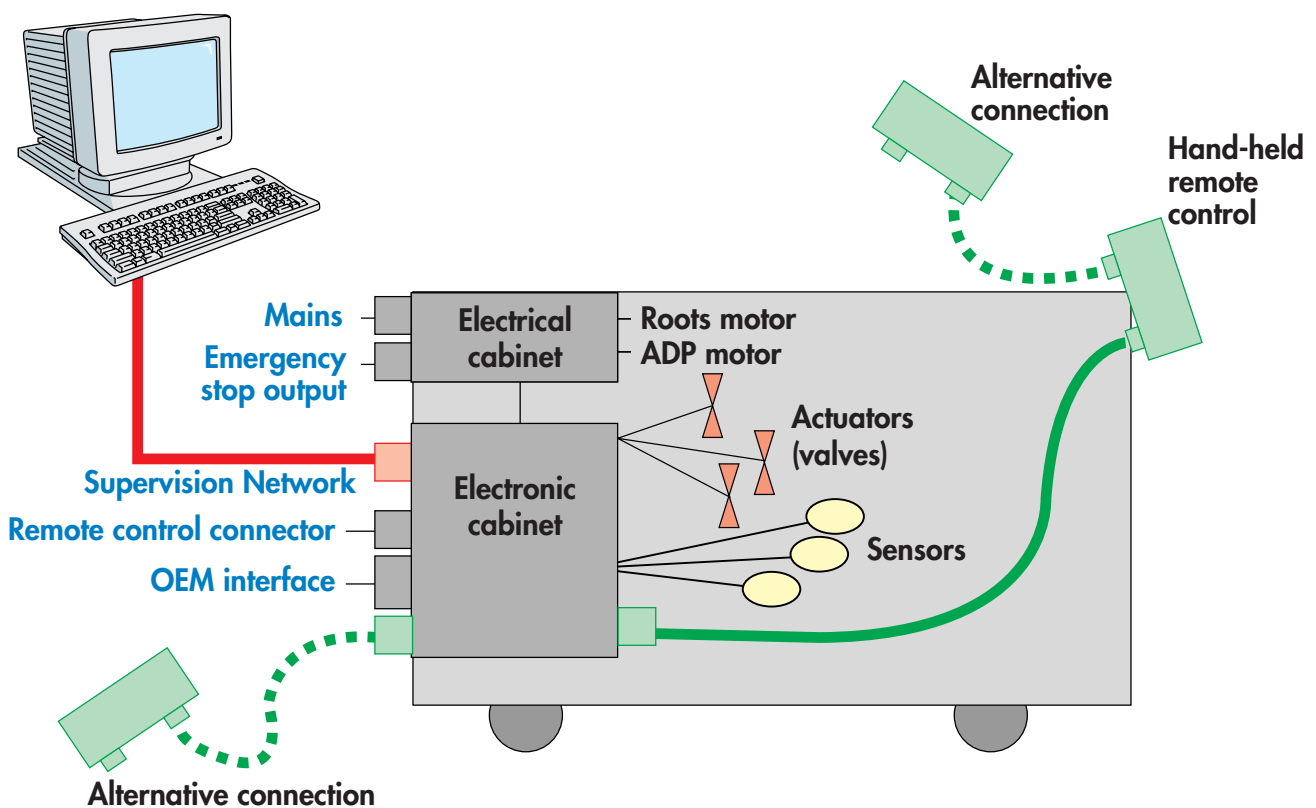 Alternative
connection
Hand-held
remote
control
Mains
Electrical
cabinet
Roots motor
ADP motor
Emergency
stop output
Actuators
(valves)
Supervision Network
Electronic
cabinet
Remote control connector
Sensors
OEM interface
Alternative connection